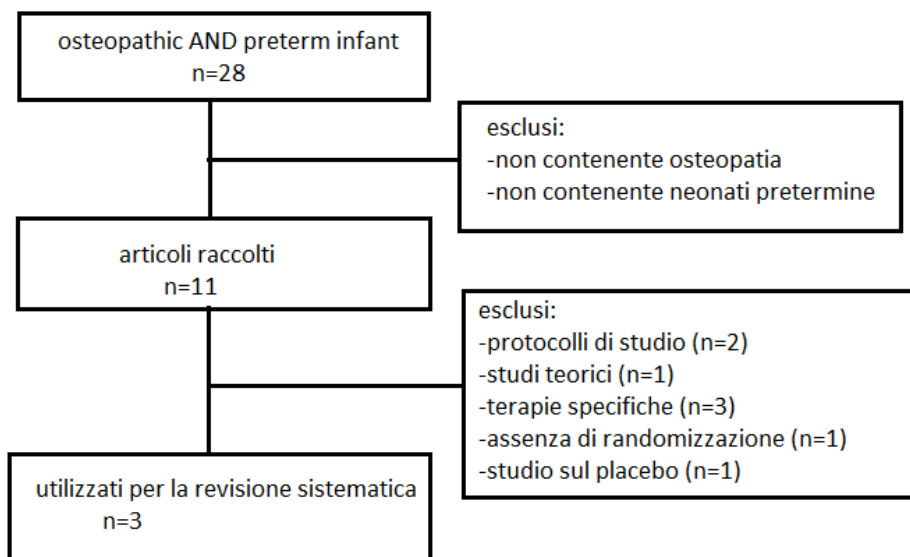 osteopathic AND preterm infant
n=28
esclusi:
-non contenente osteopatia
-non contenente neonati pretermine
articoli raccolti
n=11
esclusi:
-protocolli di studio (n=2)
-studi teorici (n=1)
-terapie specifiche (n=3)
-assenza di randomizzazione (n=1)
-studio sul placebo (n=1)
utilizzati per la revisione sistematica
n=3